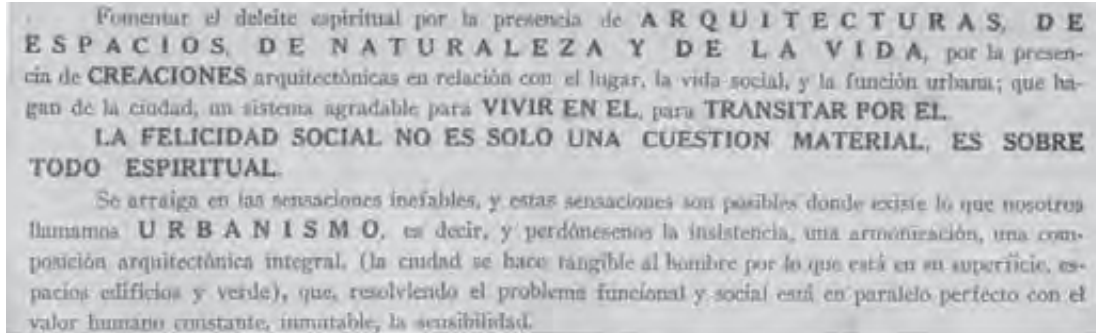 Fomentar el deleite espiritual por la presencia de ARQUITECTURAS, DE
ESPACIOS, DE NATURALEZA Y DE LA VIDA, por la presen-
cia de CREACIONES arquitectónicas en relación con el lugar, la vida social, y la función urbana; que ha-
gan de la ciudad, un sistema agradable para VIVIR EN EL, para TRANSITAR POR EL.
LA FELICIDAD SOCIAL NO ES SOLO UNA CUESTION MATERIAL, ES SOBRE
TODO ESPIRITUAL.
Se arraiga en las sensaciones inefables, y estas sensaciones son posibles donde existe lo que nosotros
llamamos URBANISMO, es decir, y perdónesenos la insistencia, una armonización, una com-
posición arquitectónica integral, (la ciudad se hace tangible al hombre por lo que está en su superficie, es-
pacios edificios y verde), que, resolviendo el problema funcional y social está en paralelo perfecto con el
valor humano constante, inmutable, la sensibilidad.